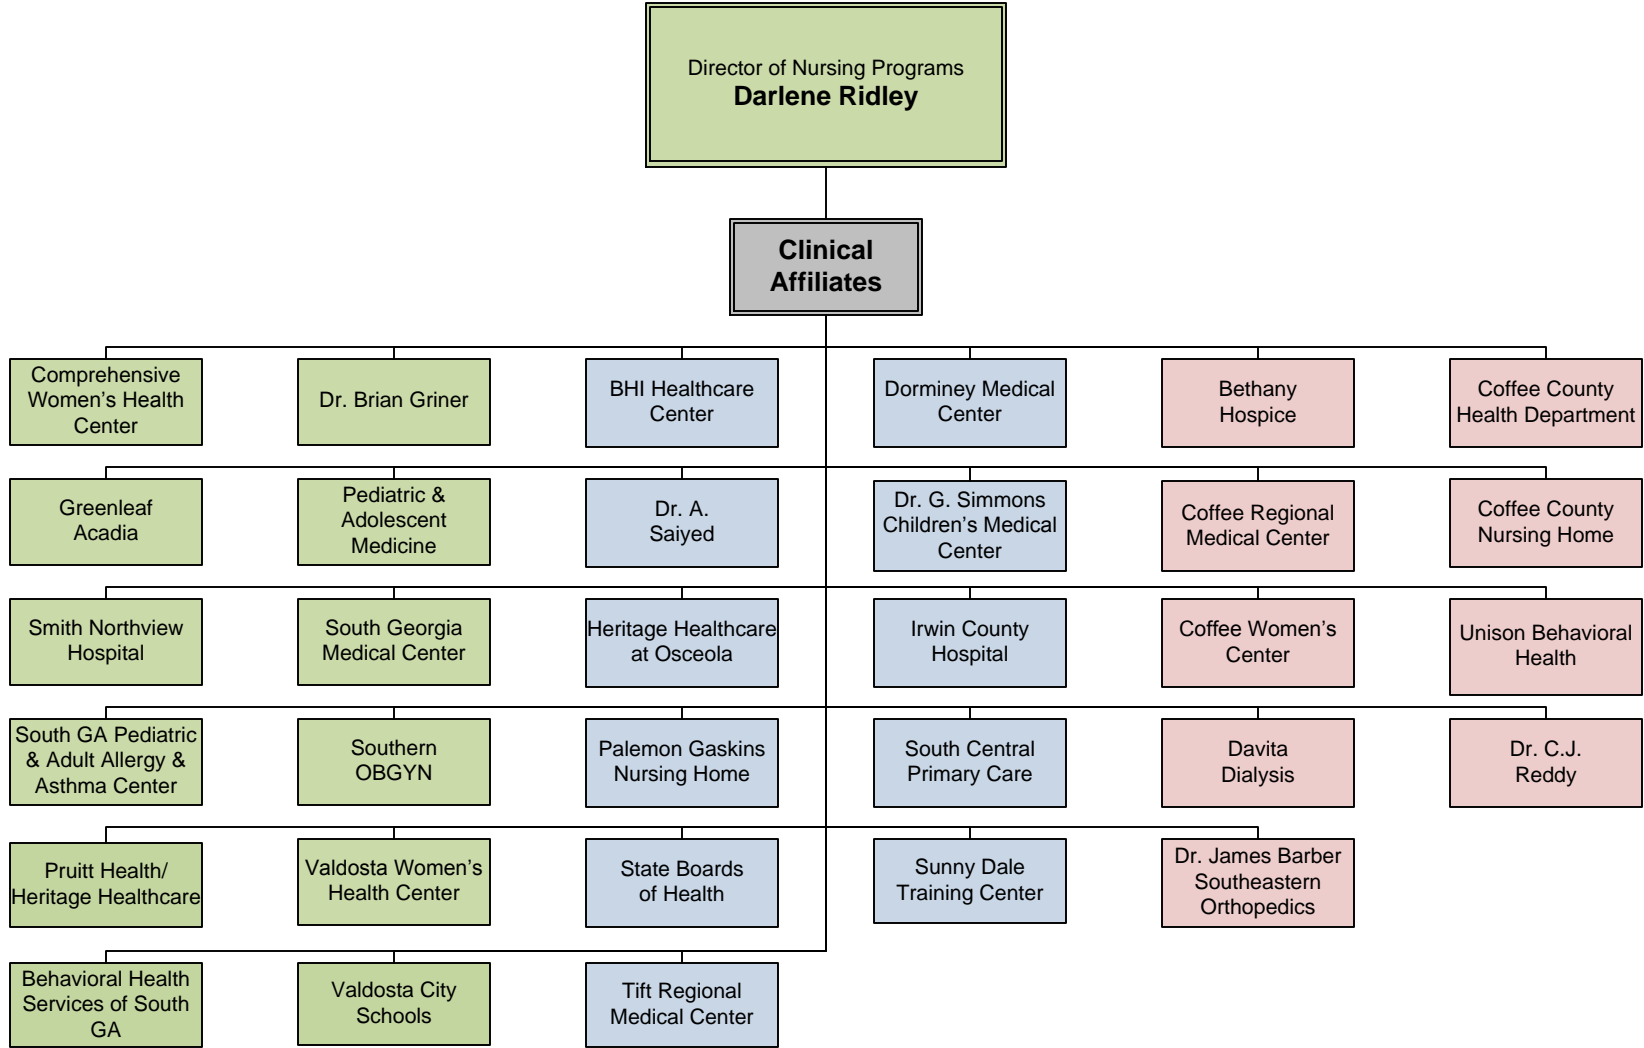 Director of Nursing Programs
Darlene Ridley
Clinical
Affiliates
Comprehensive
Women's Health
Center
Dr. Brian Griner
BHI Healthcare
Center
Dorminey Medical
Center
Bethany
Hospice
Coffee County
Health Department
Greenleaf
Acadia
Pediatric &
Adolescent
Medicine
Dr. A.
Saiyed
Dr. G. Simmons
Children's Medical
Center
Coffee Regional
Medical Center
Coffee County
Nursing Home
Smith Northview
Hospital
South Georgia
Medical Center
Heritage Healthcare
at Osceola
Irwin County
Hospital
Coffee Women's
Center
Unison Behavioral
Health
South GA Pediatric
& Adult Allergy &
Asthma Center
Southern
OBGYN
Palemon Gaskins
Nursing Home
South Central
Primary Care
Davita
Dialysis
Dr. C.J.
Reddy
Pruitt Health/
Heritage Healthcare
Valdosta Women's
Health Center
State Boards
of Health
Sunny Dale
Training Center
Dr. James Barber
Southeastern
Orthopedics
Behavioral Health
Services of South
GA
Valdosta City
Schools
Tift Regional
Medical Center